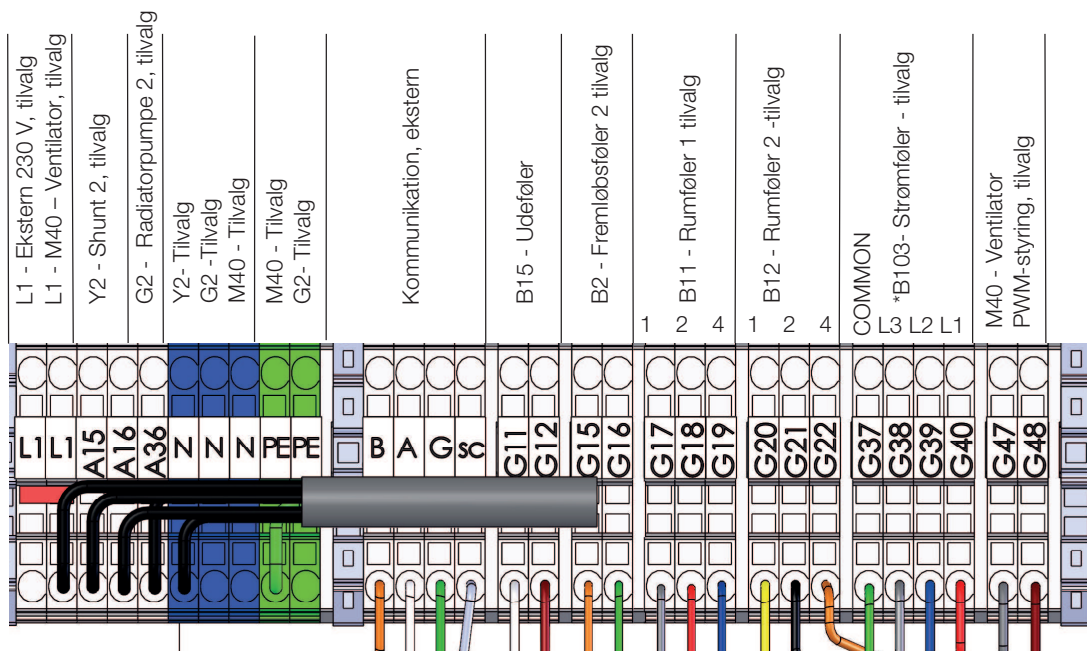 L1 - Ekstern 230 V, tilvalg
L1 - M40 – Ventilator, tilvalg
Y2 - Shunt 2, tilvalg
G2 - Radiatorpumpe 2, tilvalg
Y2- Tilvalg
G2 -Tilvalg
M40 - Tilvalg
M40 - Tilvalg
G2- Tilvalg
Kommunikation, ekstern
B15 - Udeføler
B2 - Fremløbsføler 2 tilvalg
B11 - Rumføler 1 tilvalg
1 2 4
B12 - Rumføler 2 -tilvalg
1 2 4
COMMON
*B103- Strømføler - tilvalg
L3 L2 L1
M40 - Ventilator
PWM-styring, tilvalg
L1 L1 A15 A16 A36 N N N PE PE B A G SC G11 G12 G15 G16 G17 G18 G19 G20 G21 G22 G37 G38 G39 G40 G47 G48